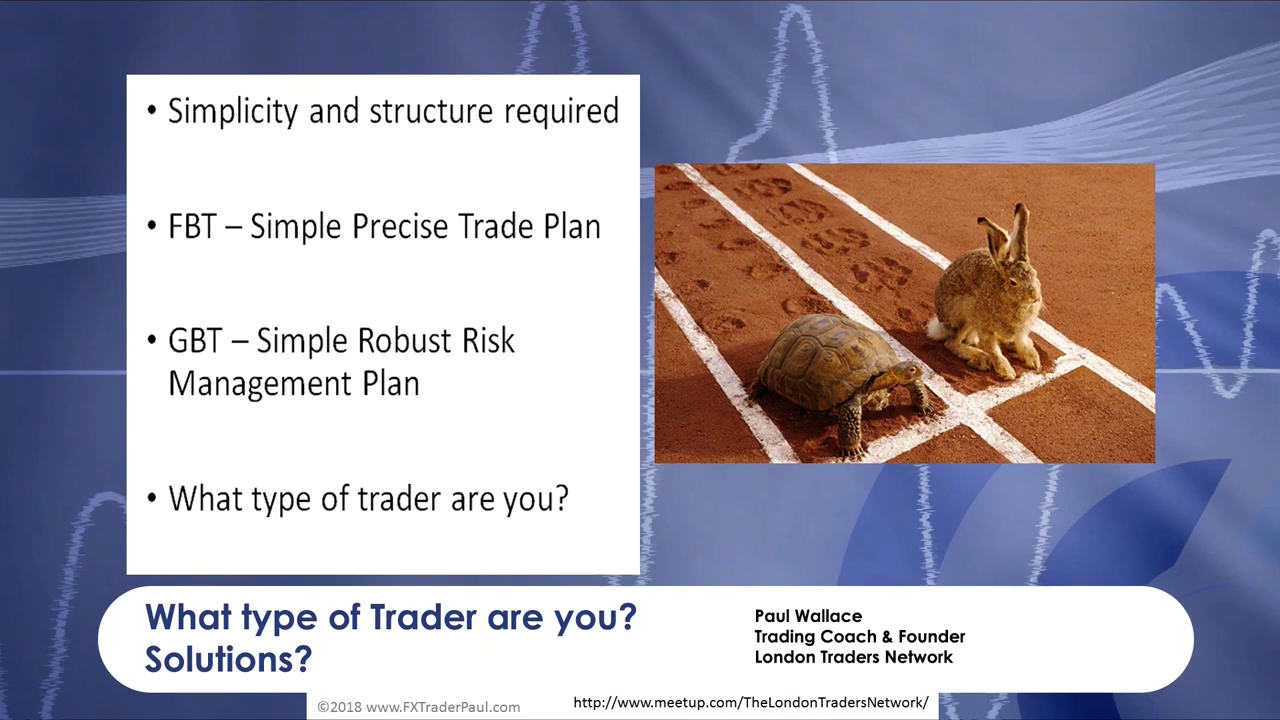 • Simplicity and structure required
• FBT – Simple Precise Trade Plan
• GBT – Simple Robust Risk
Management Plan
• What type of trader are you?
What type of Trader are you?
Solutions?
Paul Wallace
Trading Coach & Founder
London Traders Network
©2018 www.FXTraderPaul.com
http://www.meetup.com/TheLondonTradersNetwork/